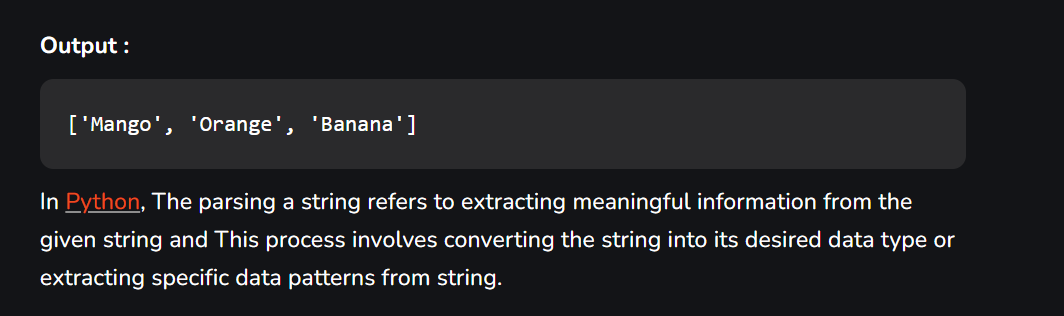 Output :
['Mango', 'Orange', 'Banana']
In Python, The parsing a string refers to extracting meaningful information from the
given string and This process involves converting the string into its desired data type or
extracting specific data patterns from string.